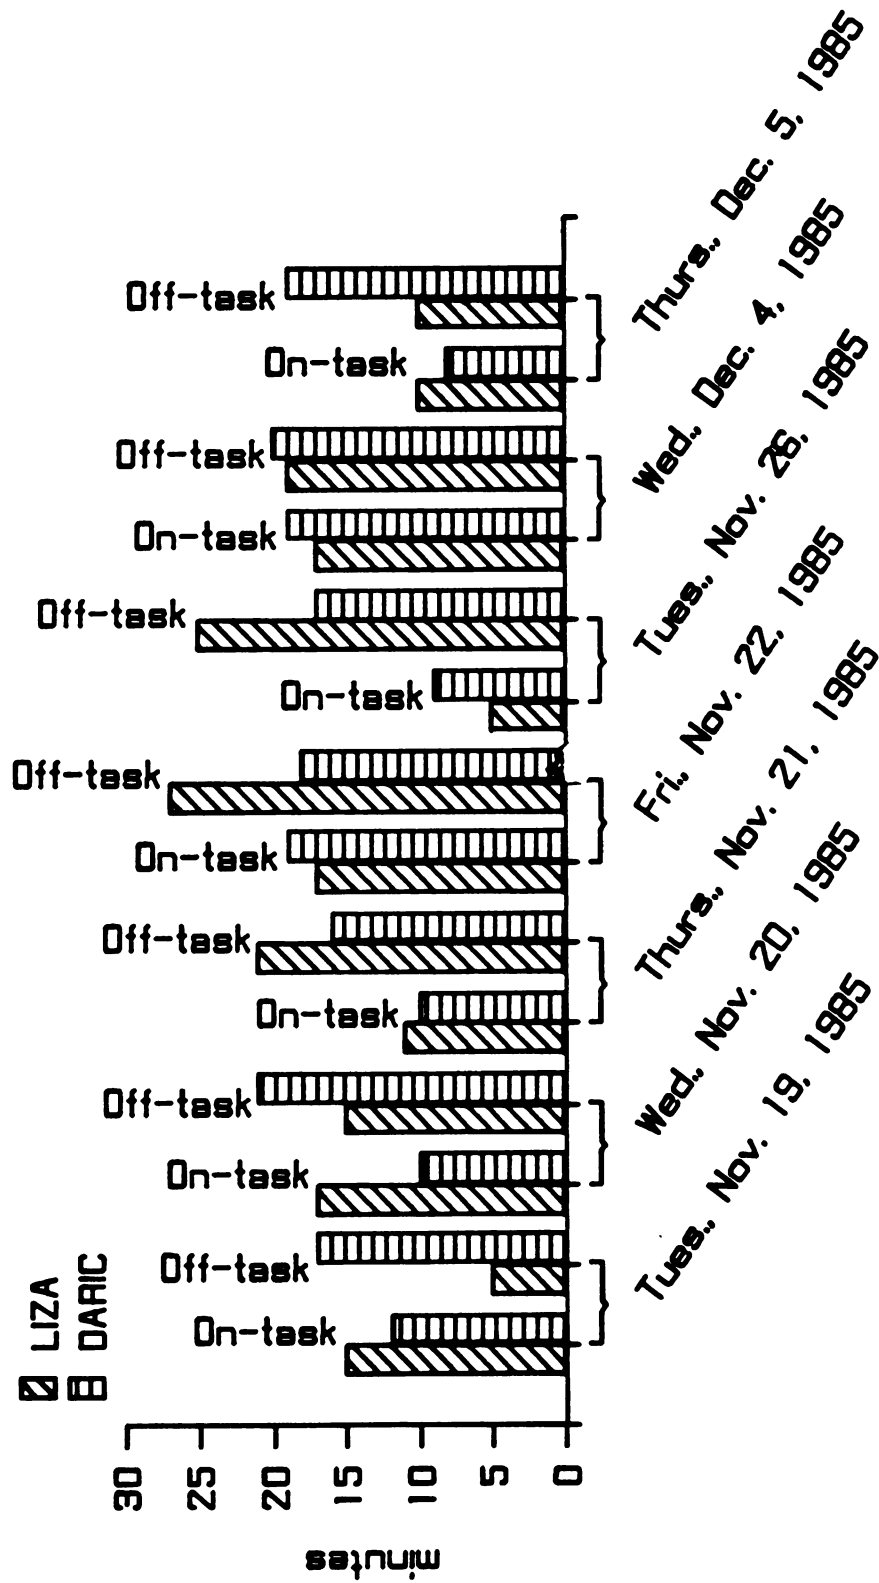 LIZA
DARIC
minutes
30
25
20
15
10
5
0
On-task
Off-task
On-task
Off-task
On-task
Off-task
On-task
Off-task
On-task
Off-task
On-task
Off-task
On-task
Off-task
Tues., Nov. 19, 1985
Wed., Nov. 20, 1985
Thurs., Nov. 21, 1985
Fri., Nov. 22, 1985
Tues., Nov. 26, 1985
Wed., Dec. 4, 1985
Thurs., Dec. 5, 1985